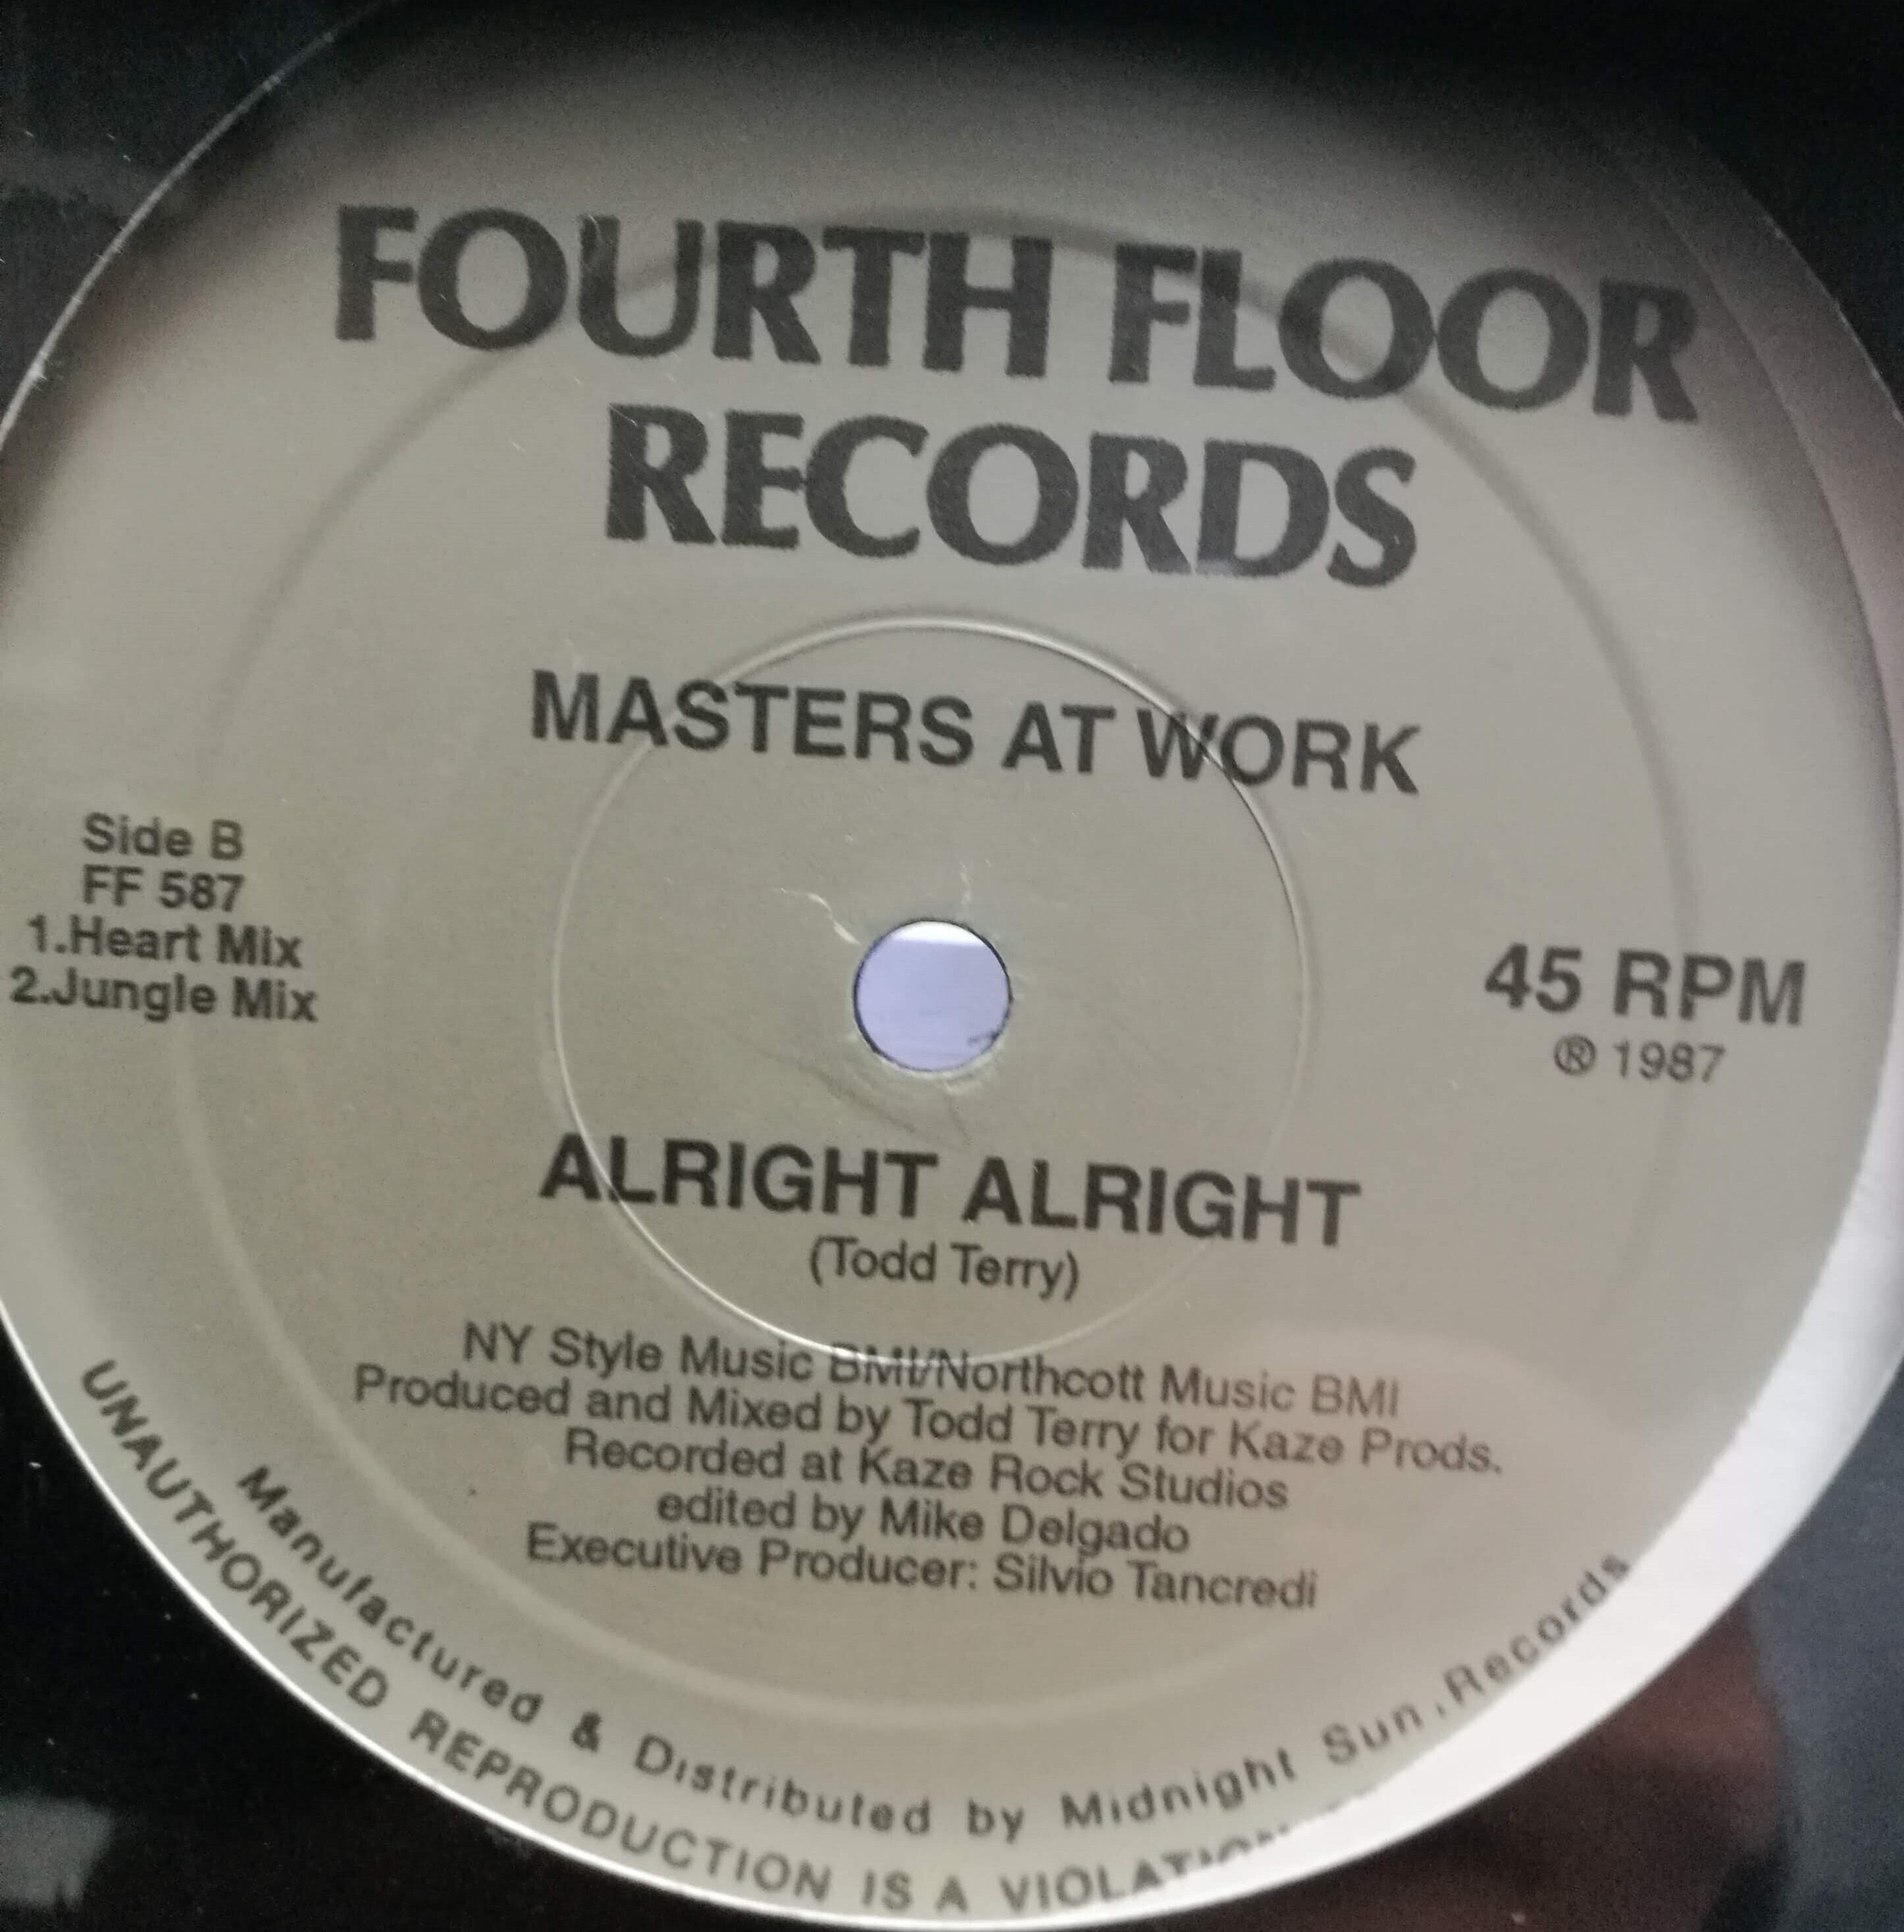 FOURTH FLOOR
RECORDS
MASTERS AT WORK
Side B
FF 587
1.Heart Mix
2.Jungle Mix
45 RPM
® 1987
ALRIGHT ALRIGHT
(Todd Terry)
NY Style Music BMI/Northcott Music BMI
Produced and Mixed by Todd Terry for Kaze Prods.
Recorded at Kaze Rock Studios
edited by Mike Delgado
Executive Producer: Silvio Tancredi
Manufactured & Distributed by Midnight Sun.Records
UNAUTHORIZED REPRODUCTION IS A VIOLATION